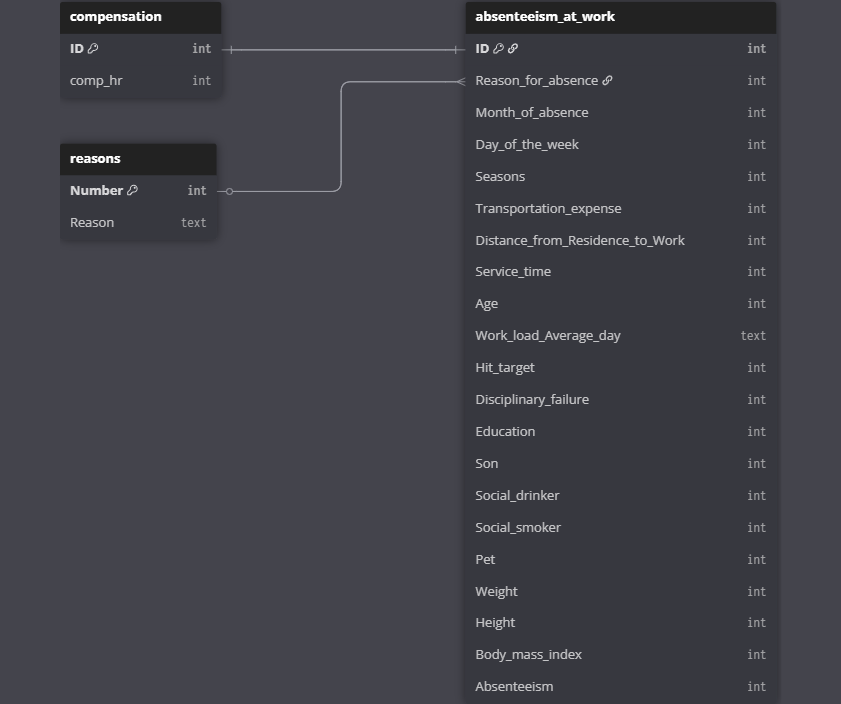 compensation
ID int
comp_hr int
reasons
Number int
Reason text
absenteeism_at_work
ID int
Reason_for_absence int
Month_of_absence int
Day_of_the_week int
Seasons int
Transportation_expense int
Distance_from_Residence_to_Work int
Service_time int
Age int
Work_load_Average_day text
Hit_target int
Disciplinary_failure int
Education int
Son int
Social_drinker int
Social_smoker int
Pet int
Weight int
Height int
Body_mass_index int
Absenteeism int